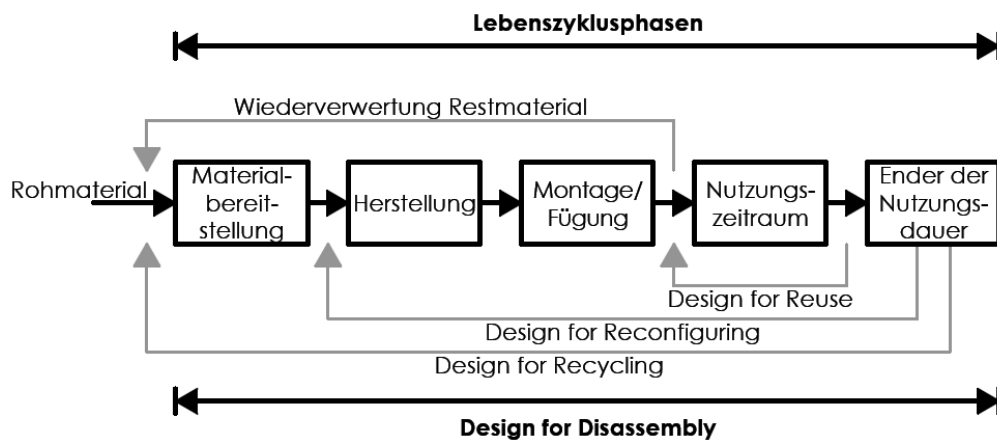 Lebenszyklusphasen
Wiederverwertung Restmaterial
Rohmaterial
Material-
bereit-
stellung
Herstellung
Montage/
Fügung
Nutzungs-
zeitraum
Ender der
Nutzungs-
dauer
Design for Reuse
Design for Reconfiguring
Design for Recycling
Design for Disassembly